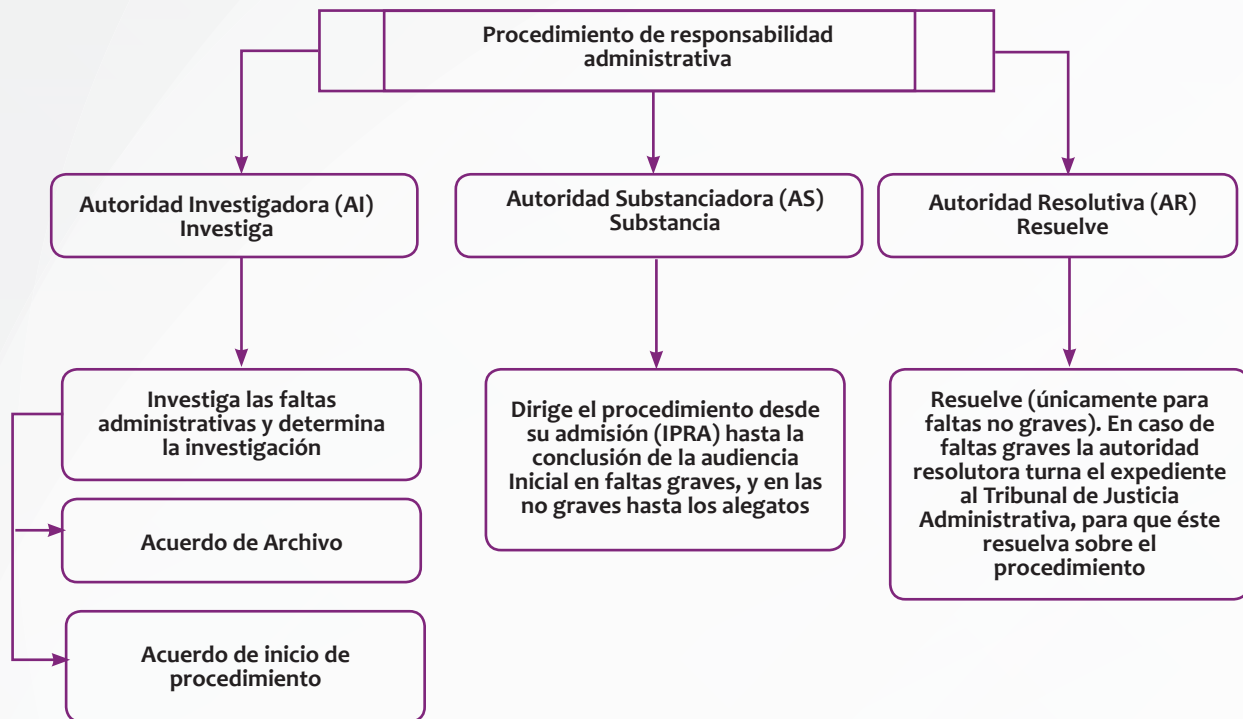 Procedimiento de responsabilidad
administrativa
Autoridad Investigadora (AI)
Investiga
Autoridad Substanciadora (AS)
Substancia
Autoridad Resolutiva (AR)
Resuelve
Investiga las faltas
administrativas y determina
la investigación
Acuerdo de Archivo
Acuerdo de inicio de
procedimiento
Dirige el procedimiento desde
su admisión (IPRA) hasta la
conclusión de la audiencia
Inicial en faltas graves, y en las
no graves hasta los alegatos
Resuelve (únicamente para
faltas no graves). En caso de
faltas graves la autoridad
resolutora turna el expediente
al Tribunal de Justicia
Administrativa, para que éste
resuelva sobre el
procedimiento